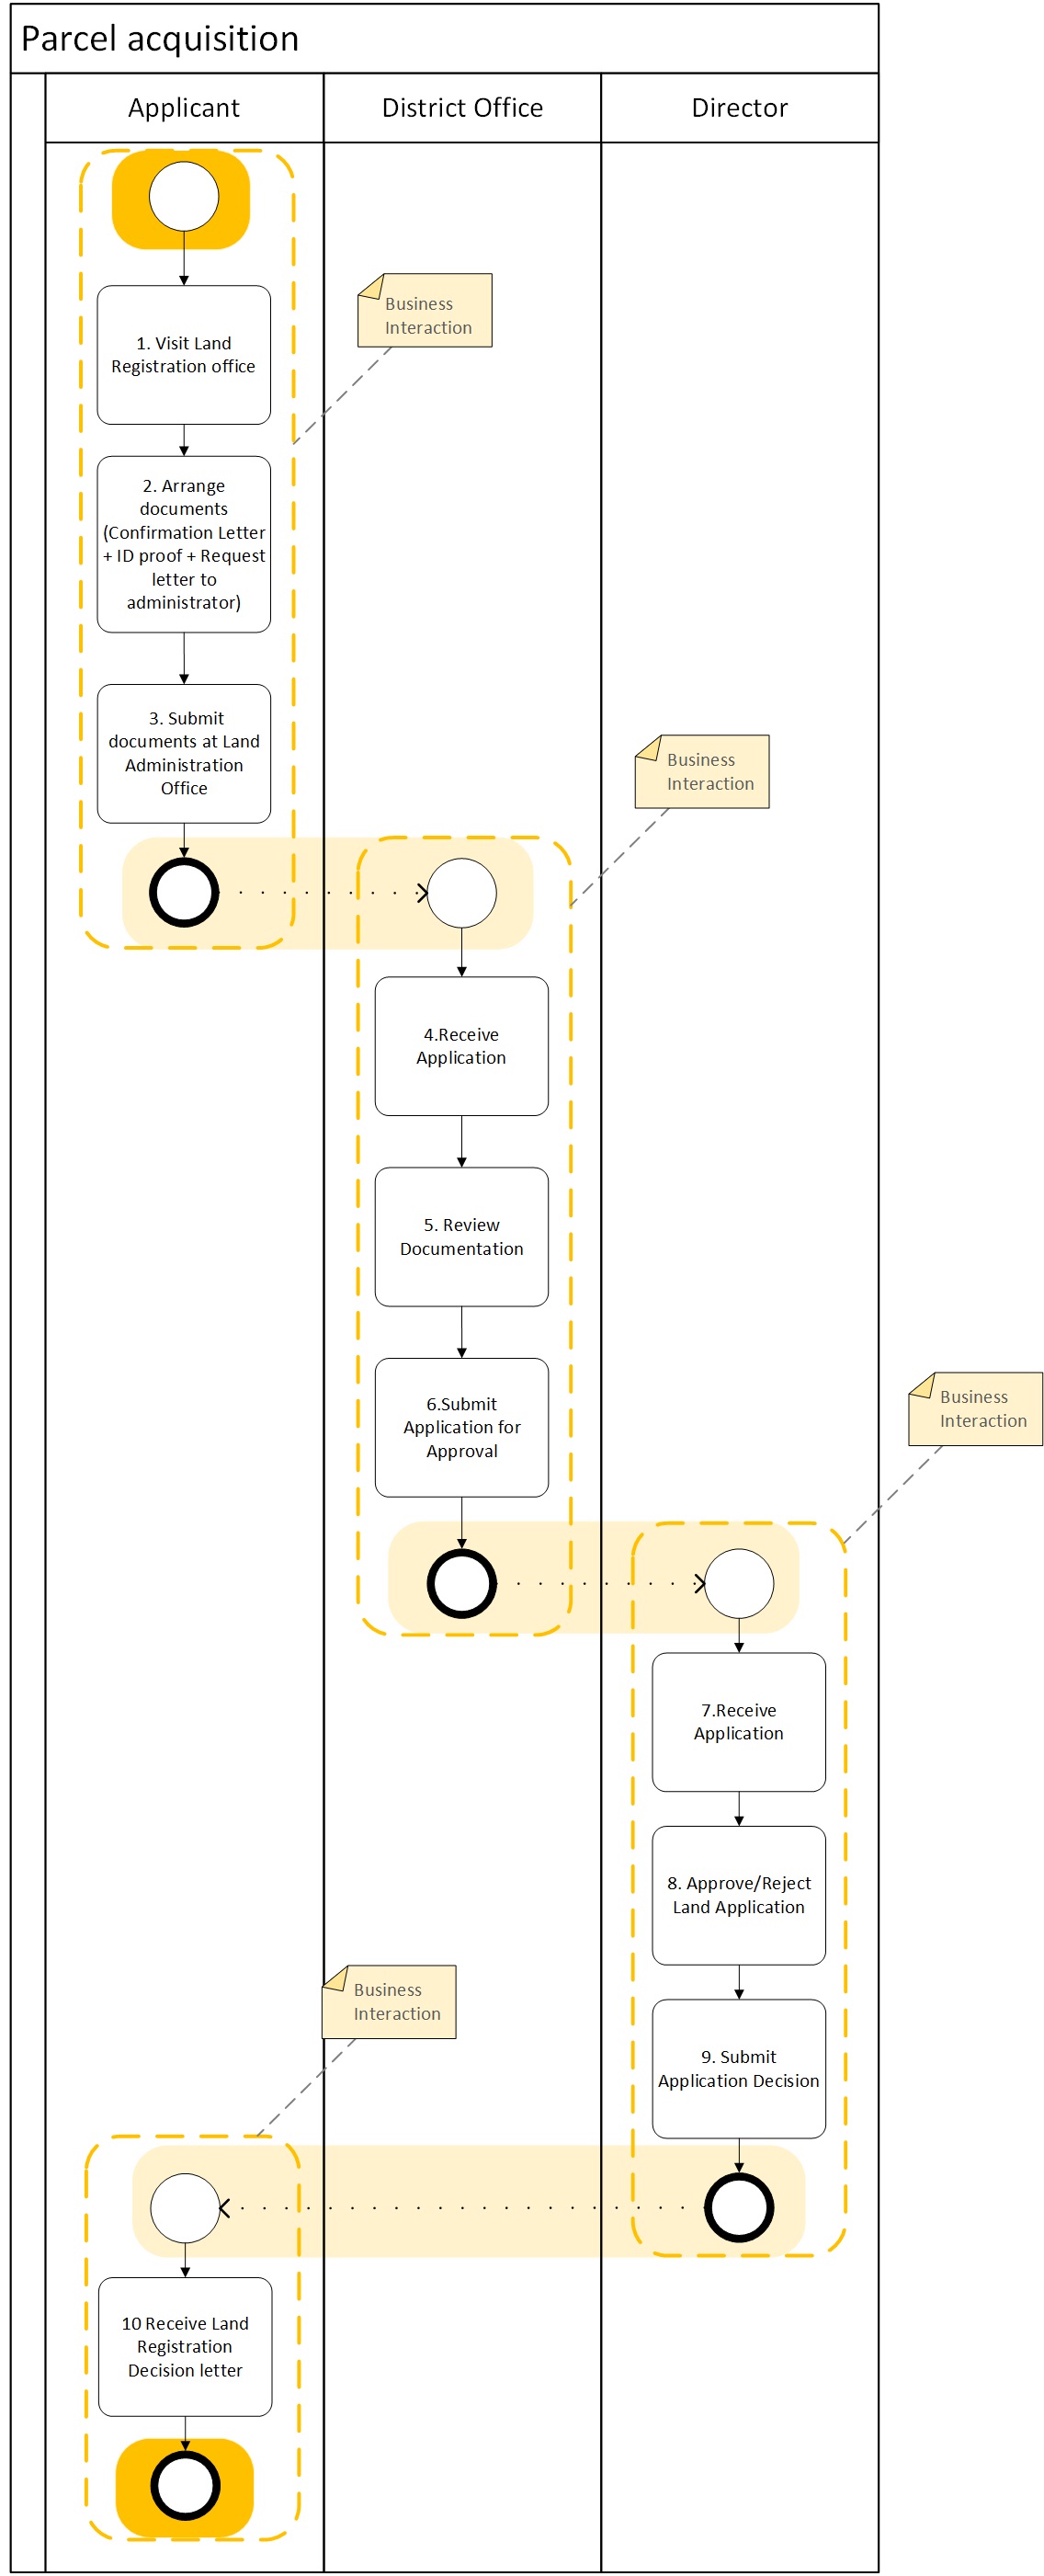 Parcel acquisition
Applicant
District Office
Director
1. Visit Land
Registration office
Business
Interaction
2. Arrange
documents
(Confirmation Letter
+ ID proof + Request
letter to
administrator)
3. Submit
documents at Land
Administration
Office
Business
Interaction
4.Receive
Application
5. Review
Documentation
6.Submit
Application for
Approval
Business
Interaction
7.Receive
Application
8. Approve/Reject
Land Application
9. Submit
Application Decision
Business
Interaction
10 Receive Land
Registration
Decision letter